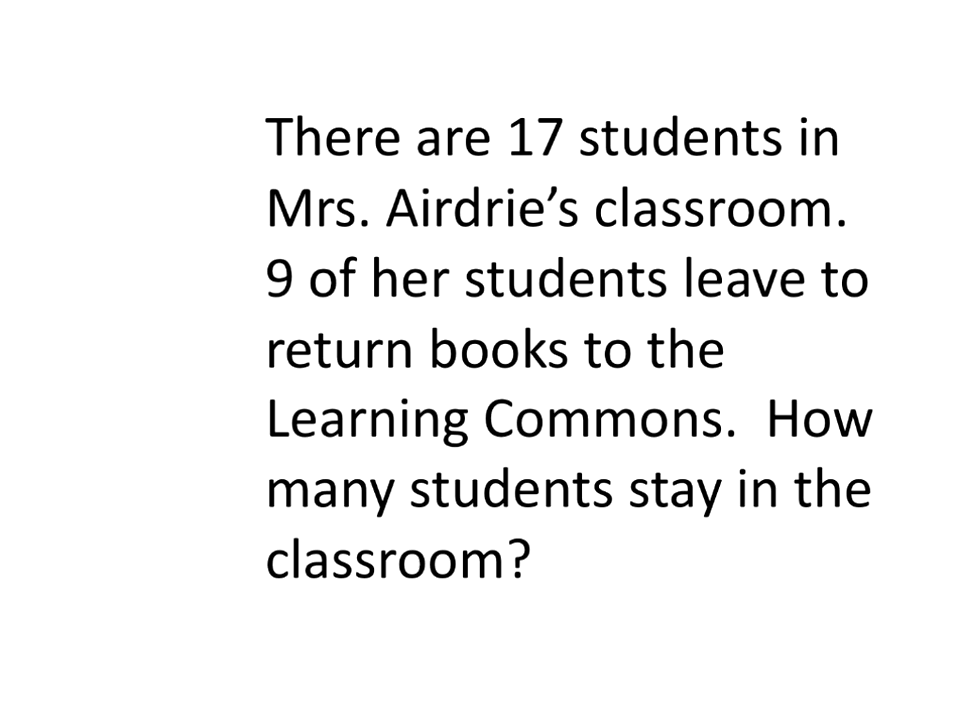 There are 17 students in
Mrs. Airdrie’s classroom.
9 of her students leave to
return books to the
Learning Commons.  How
many students stay in the
classroom?